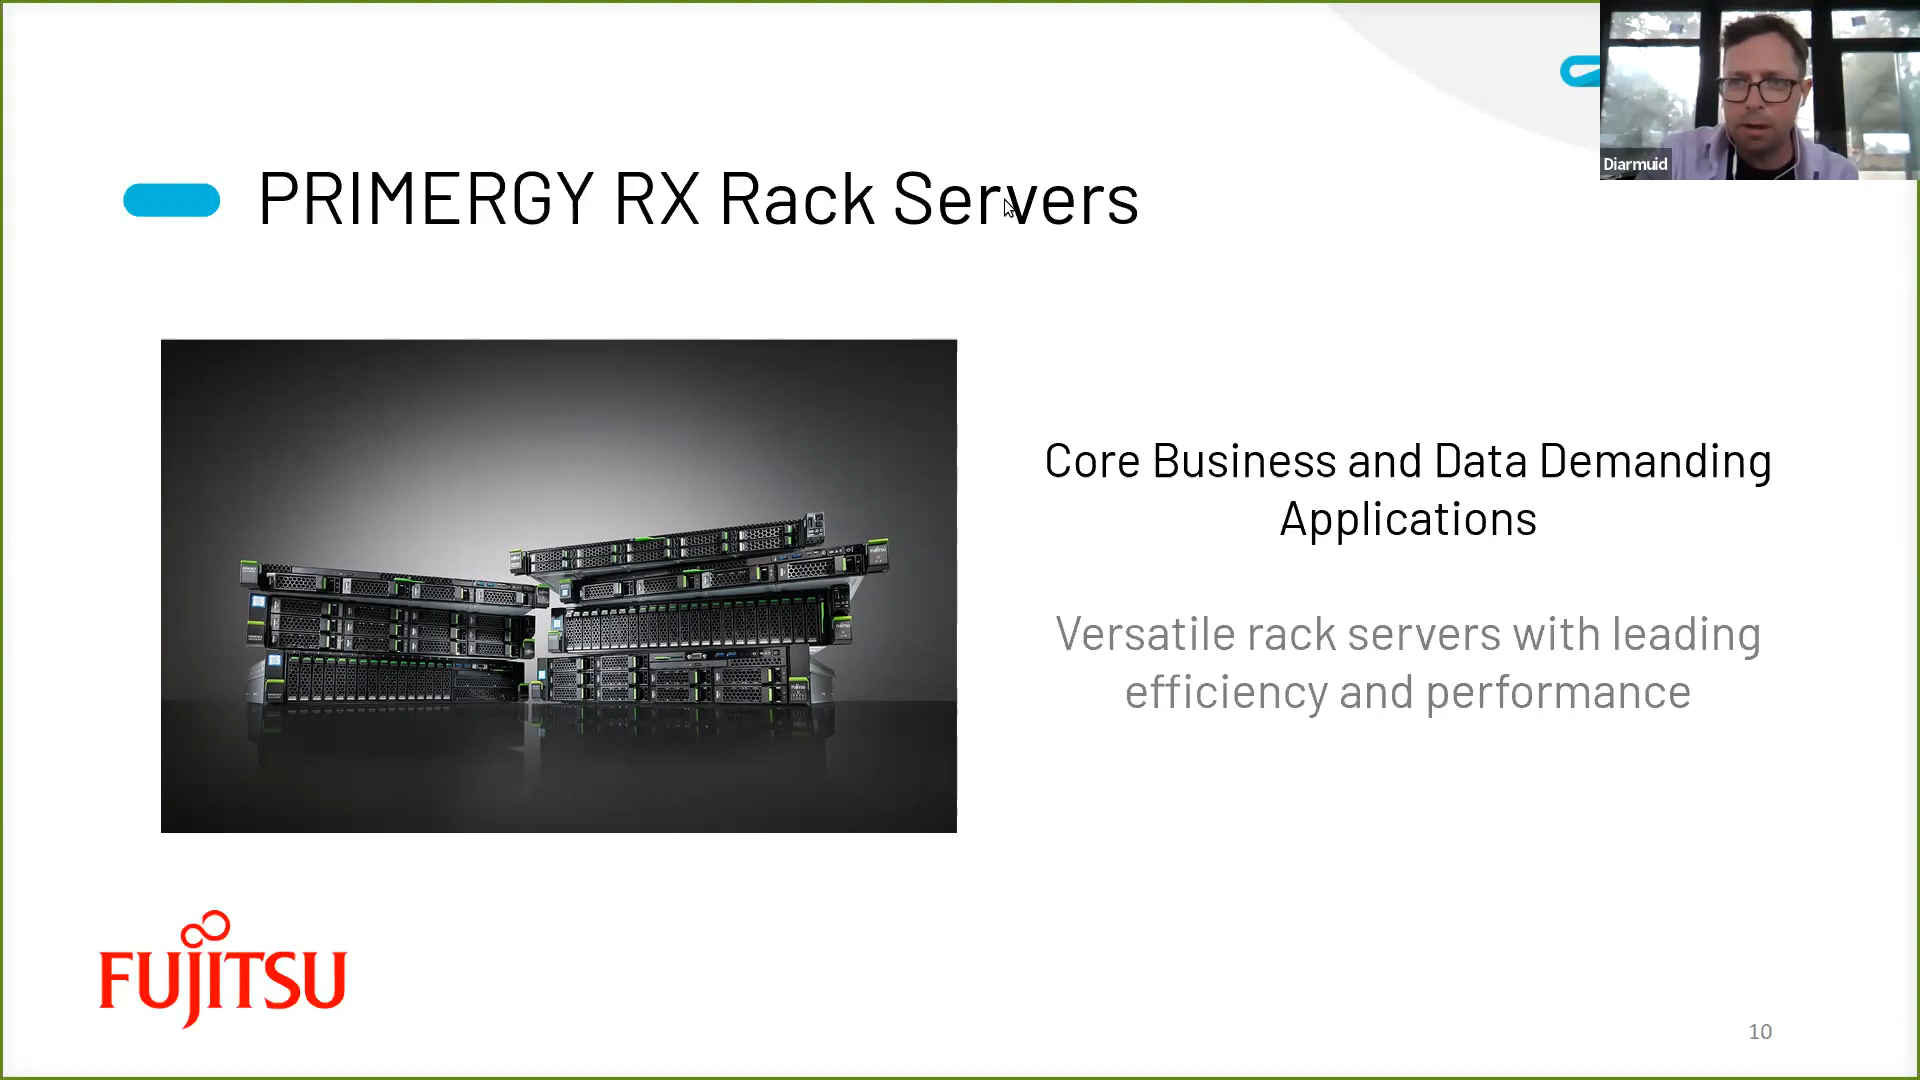 Diarmuid
PRIMERGY RX Rack Servers
Core Business and Data Demanding
Applications
Versatile rack servers with leading
efficiency and performance
FUJITSU
10